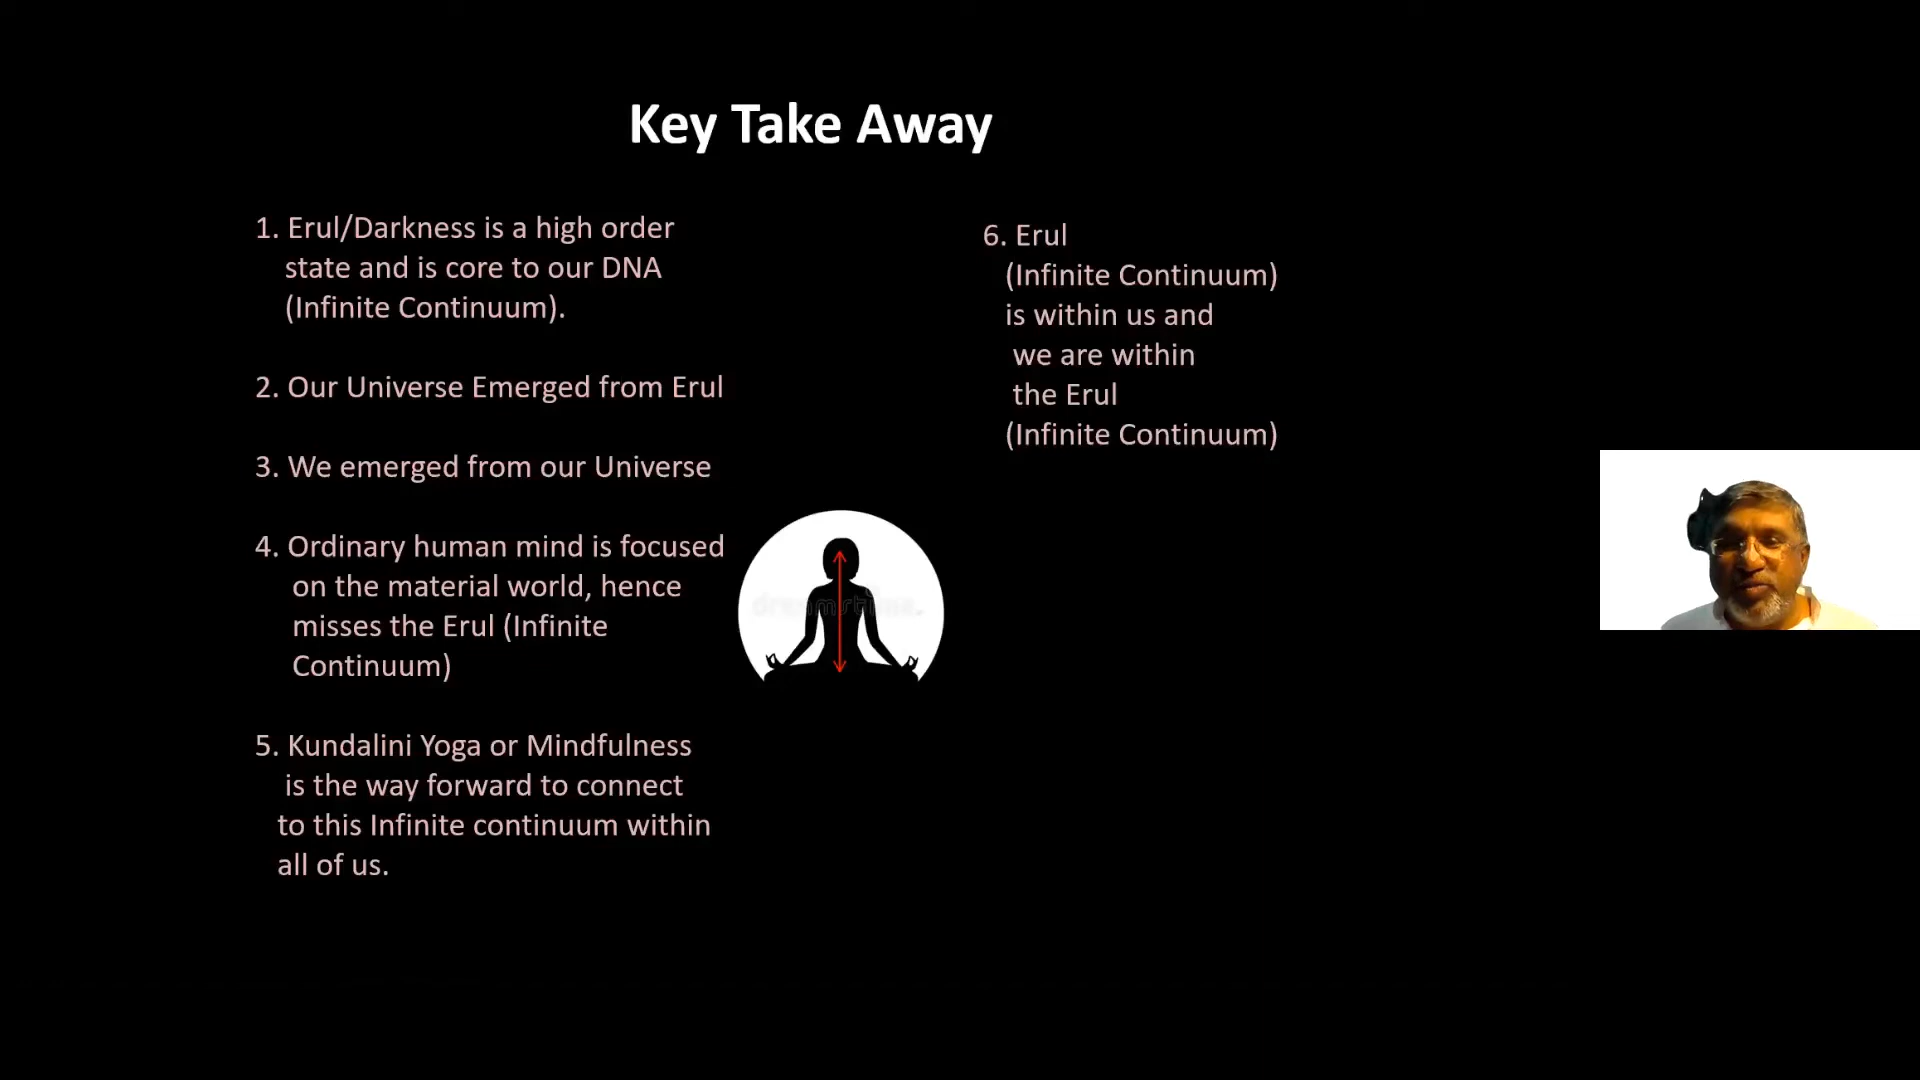 Key Take Away
1. Erul/Darkness is a high order
state and is core to our DNA
(Infinite Continuum).
2. Our Universe Emerged from Erul
3. We emerged from our Universe
4. Ordinary human mind is focused
on the material world, hence
misses the Erul (Infinite
Continuum)
5. Kundalini Yoga or Mindfulness
is the way forward to connect
to this Infinite continuum within
all of us.
6. Erul
(Infinite Continuum)
is within us and
we are within
the Erul
(Infinite Continuum)
dreamstime.